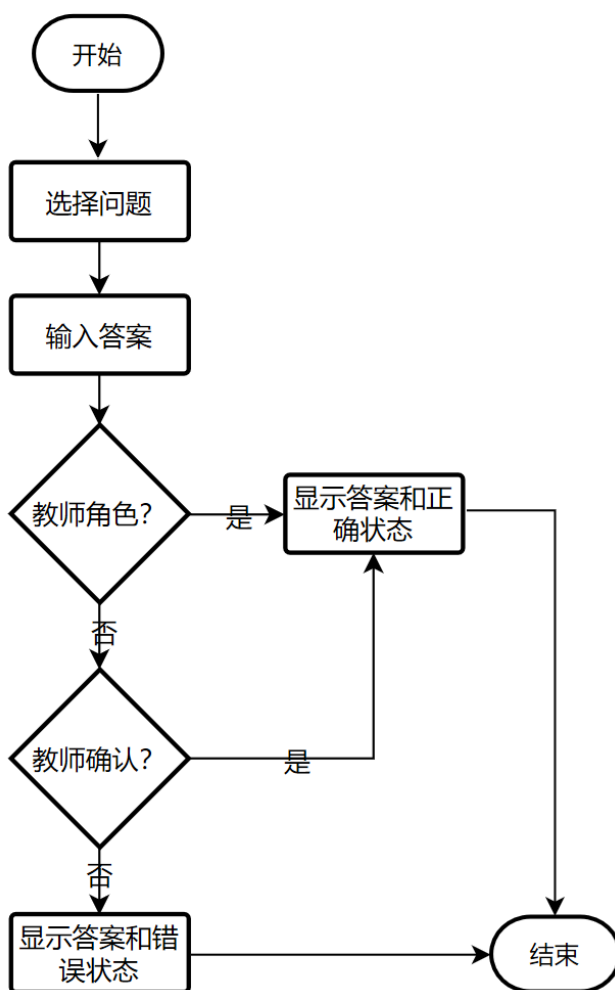 开始
选择问题
输入答案
教师角色?
是
显示答案和正
确状态
否
教师确认?
是
否
显示答案和错
误状态
结束